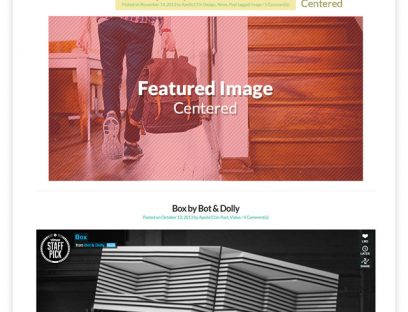 Centered
Posted on November 14, 2013 by Apollo13 in Design, News, Post tagged image / 5 Comment(s)
Featured Image
Centered
Box by Bot & Dolly
Posted on October 13, 2013 by Apollo13 in Post, Video / 4 Comment(s)
STAFF
PICK
Box
from Bot & Dolly
LIKE
LATER
SHARE